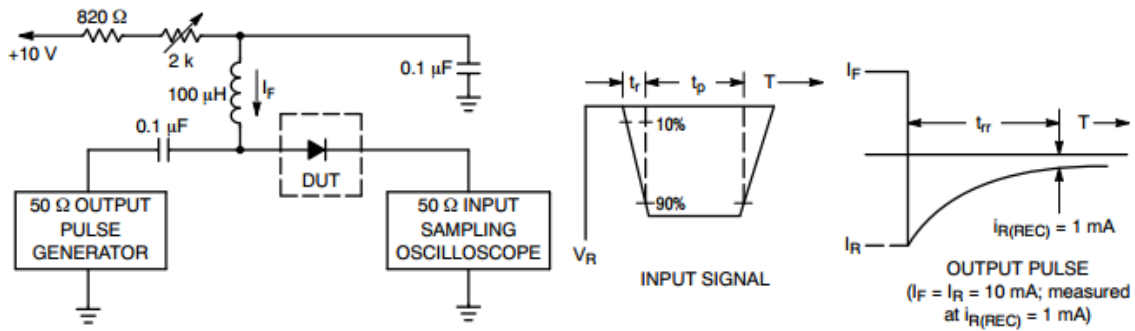 820 Ω
+10 V
2 k
0.1 µF
100 µH
IF
0.1 µF
DUT
50 Ω OUTPUT
PULSE
GENERATOR
50 Ω INPUT
SAMPLING
OSCILLOSCOPE
tr
tp
T
10%
90%
VR
INPUT SIGNAL
IF
trr
T
IR
iR(REC) = 1 mA
OUTPUT PULSE
(IF = IR = 10 mA; measured
at iR(REC) = 1 mA)